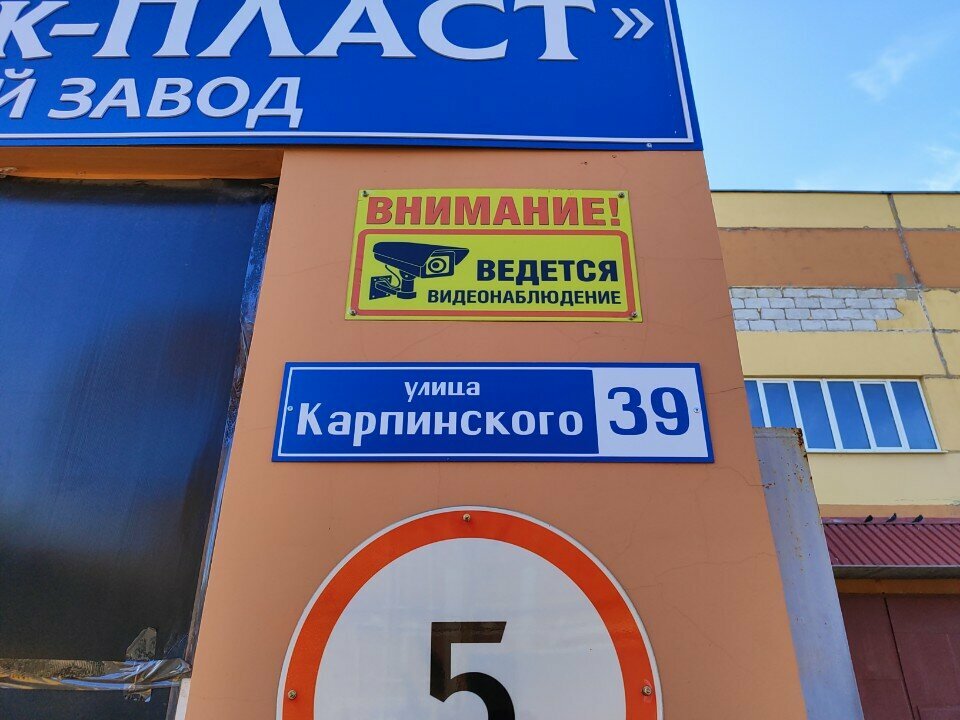 к-ПЛАСТ»
й ЗАВОД
ВНИМАНИЕ!
ВЕДЕТСЯ
ВИДЕОНАБЛЮДЕНИЕ
улица
Карпинского 39
5